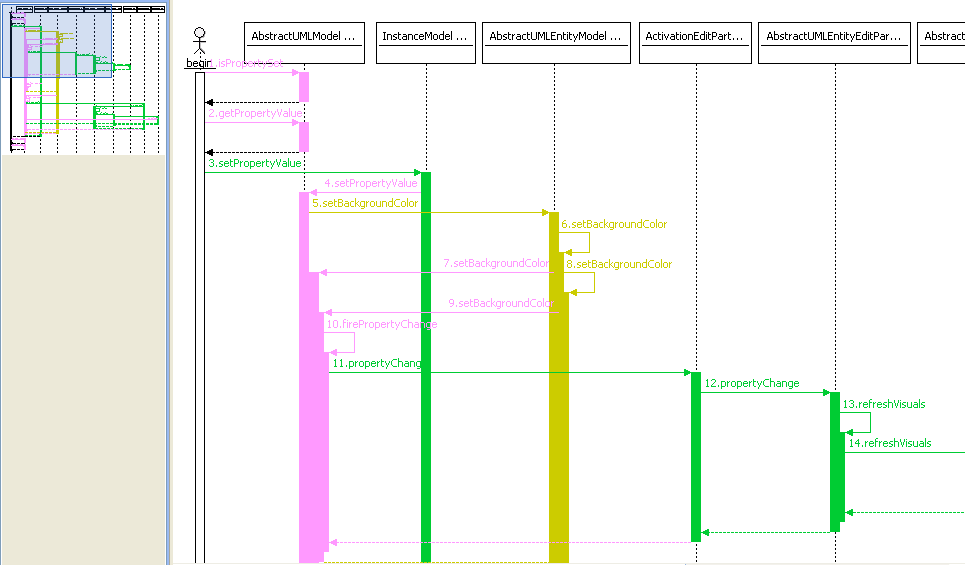 AbstractUMLModel ...
InstanceModel ...
AbstractUMLEntityModel ...
ActivationEditPart...
AbstractUMLEntityEditPar...
Abstract
begin
1.isPropertySet
2.getPropertyValue
3.setPropertyValue
4.setPropertyValue
5.setBackgroundColor
6.setBackgroundColor
7.setBackgroundColor
8.setBackgroundColor
9.setBackgroundColor
10.firePropertyChange
11.propertyChang
12.propertyChange
13.refreshVisuals
14.refreshVisuals